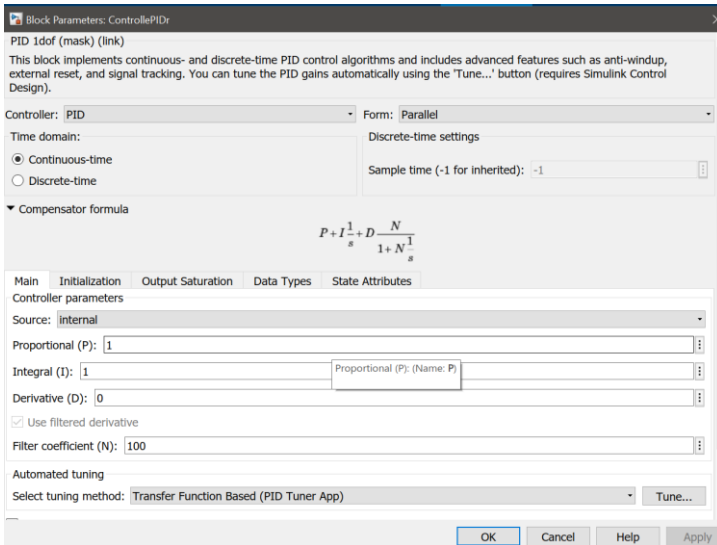 Block Parameters: ControllePIDr
PID 1dof (mask) (link)
This block implements continuous- and discrete-time PID control algorithms and includes advanced features such as anti-windup,
external reset, and signal tracking. You can tune the PID gains automatically using the 'Tune...' button (requires Simulink Control
Design).
Controller: PID Form: Parallel
Time domain: Discrete-time settings
Continuous-time
Sample time (-1 for inherited): -1
Discrete-time
Compensator formula
P + I 1/s + D N/(1 + N 1/s)
Main Initialization Output Saturation Data Types State Attributes
Controller parameters
Source: internal
Proportional (P): 1
Integral (I): 1 Proportional (P): (Name: P)
Derivative (D): 0
Use filtered derivative
Filter coefficient (N): 100
Automated tuning
Select tuning method: Transfer Function Based (PID Tuner App) Tune...
OK Cancel Help Apply